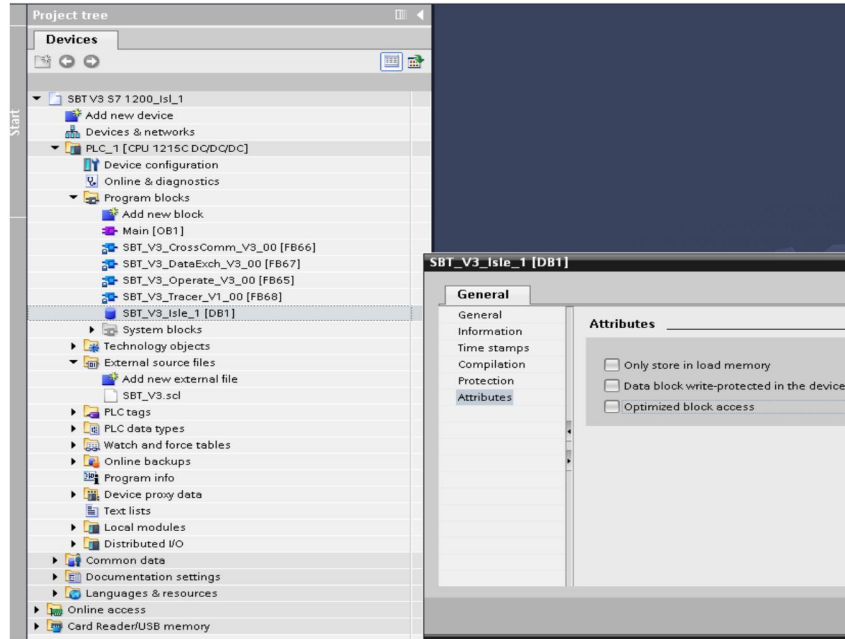 Project tree
Devices
Start
SBT V3 S7 1200_Isl_1
Add new device
Devices & networks
PLC_1 [CPU 1215C DC/DC/DC]
Device configuration
Online & diagnostics
Program blocks
Add new block
Main [OB1]
SBT_V3_CrossComm_V3_00 [FB66]
SBT_V3_DataExch_V3_00 [FB67]
SBT_V3_Operate_V3_00 [FB65]
SBT_V3_Tracer_V1_00 [FB68]
SBT_V3_Isle_1 [DB1]
System blocks
Technology objects
External source files
Add new external file
SBT_V3.scl
PLC tags
PLC data types
Watch and force tables
Online backups
Program info
Device proxy data
Text lists
Local modules
Distributed I/O
Common data
Documentation settings
Languages & resources
Online access
Card Reader/USB memory
SBT_V3_Isle_1 [DB1]
General
General
Information
Time stamps
Compilation
Protection
Attributes
Attributes
Only store in load memory
Data block write-protected in the device
Optimized block access